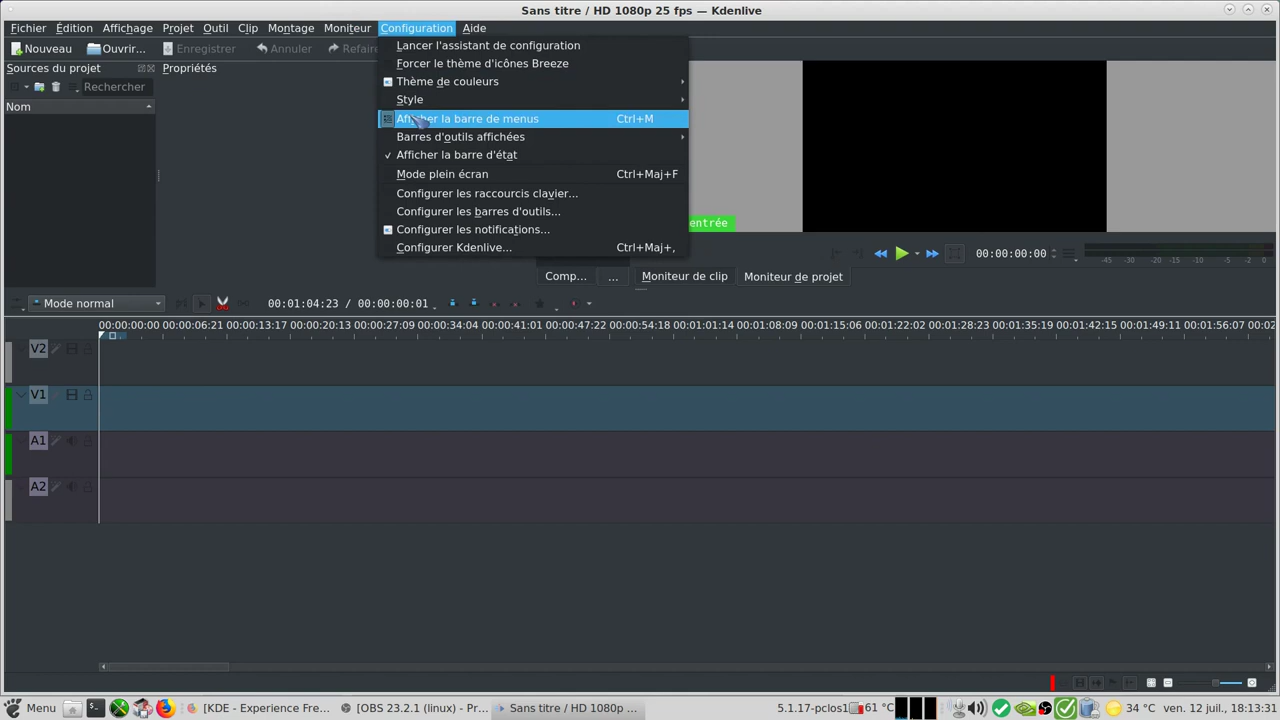 Sans titre / HD 1080p 25 fps — Kdenlive
Fichier Édition Affichage Projet Outil Clip Montage Moniteur Configuration Aide
Nouveau Ouvrir... Enregistrer Annuler Refaire
Sources du projet
Propriétés
Rechercher
Nom
Lancer l'assistant de configuration
Forcer le thème d'icônes Breeze
Thème de couleurs
Style
Afficher la barre de menus Ctrl+M
Barres d'outils affichées
✓ Afficher la barre d'état
Mode plein écran Ctrl+Maj+F
Configurer les raccourcis clavier...
Configurer les barres d'outils...
Configurer les notifications...
Configurer Kdenlive... Ctrl+Maj+,
entrée
00:00:00:00
-45 -30 -20 -15 -10 -5 -2 0
Comp... ... Moniteur de clip Moniteur de projet
Mode normal 00:01:04:23 / 00:00:00:01
00:00:00:00 00:00:06:21 00:00:13:17 00:00:20:13 00:00:27:09 00:00:34:04 00:00:41:01 00:00:47:22 00:00:54:18 00:01:01:14 00:01:08:09 00:01:15:06 00:01:22:02 00:01:28:23 00:01:35:19 00:01:42:15 00:01:49:11 00:01:56:07 00:02
V2
V1
A1
A2
Menu [KDE - Experience Fre... [OBS 23.2.1 (linux) - Pr... Sans titre / HD 1080p ... 5.1.17-pclos1 61 °C 34 °C ven. 12 juil., 18:13:31